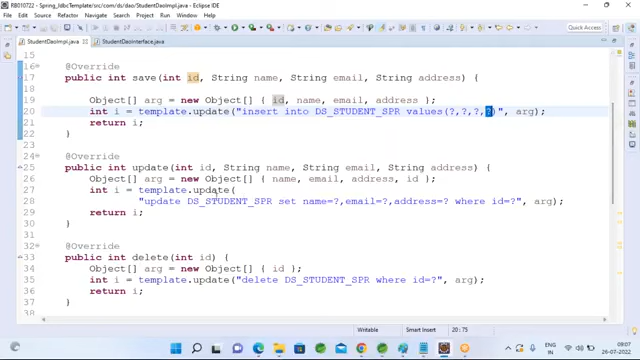 RB010722 - Spring_JdbcTemplate/src/com/ds/dao/StudentDaoImpl.java - Eclipse IDE
File Edit Source Refactor Navigate Search Project Run Window Help
Quick Access
StudentDaoImpl.java StudentDaoInterface.java
15
16 @Override
17 public int save(int id, String name, String email, String address) {
18
19 Object[] arg = new Object[] { id, name, email, address };
20 int i = template.update("insert into DS_STUDENT_SPR values(?,?,?,?)", arg);
21 return i;
22 }
23
24 @Override
25 public int update(int id, String name, String email, String address) {
26 Object[] arg = new Object[] { name, email, address, id };
27 int i = template.update(
28 "update DS_STUDENT_SPR set name=?,email=?,address=? where id=?", arg);
29 return i;
30 }
31
32 @Override
33 public int delete(int id) {
34 Object[] arg = new Object[] { id };
35 int i = template.update("delete DS_STUDENT_SPR where id=?", arg);
36 return i;
37 }
38
Writable Smart Insert 20 : 75
ENG
IN
09:07
26-07-2022